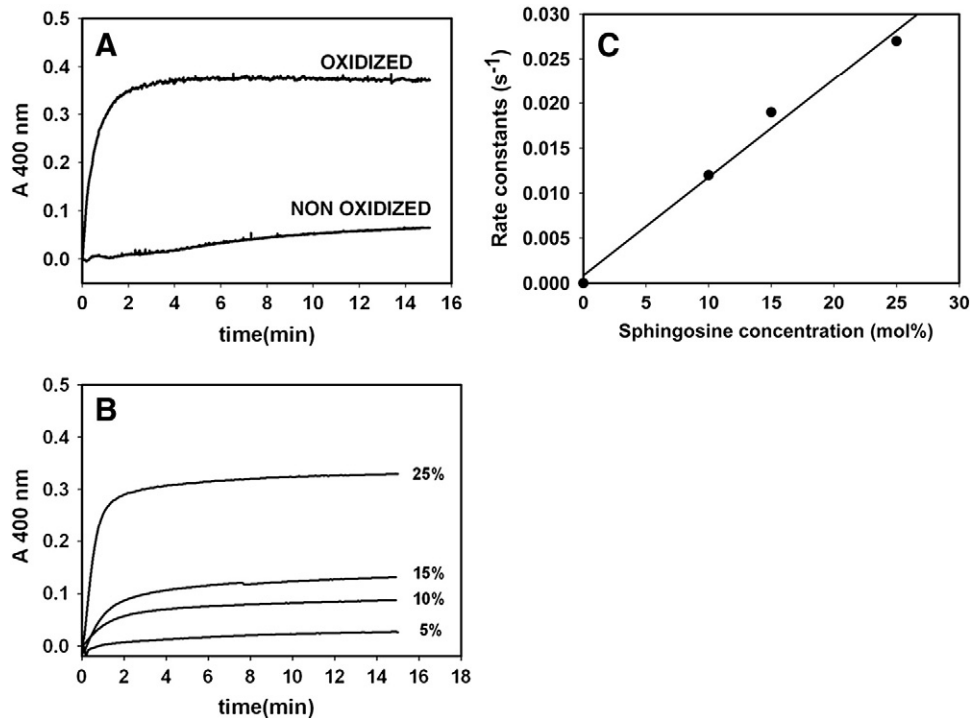 A
OXIDIZED
NON OXIDIZED
A 400 nm
0.5
0.4
0.3
0.2
0.1
0.0
0 2 4 6 8 10 12 14 16
time(min)
C
Rate constants (s-1)
0.030
0.025
0.020
0.015
0.010
0.005
0.000
0 5 10 15 20 25 30
Sphingosine concentration (mol%)
B
A 400 nm
0.5
0.4
0.3
0.2
0.1
0.0
25%
15%
10%
5%
0 2 4 6 8 10 12 14 16 18
time(min)